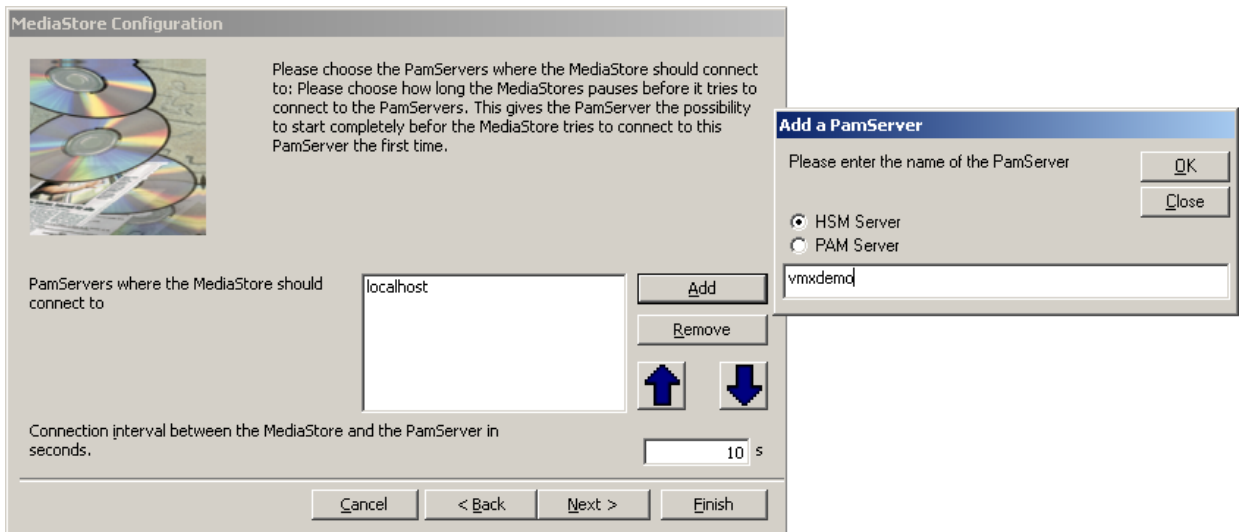 MediaStore Configuration
Please choose the PamServers where the MediaStore should connect
to: Please choose how long the MediaStores pauses before it tries to
connect to the PamServers. This gives the PamServer the possibility
to start completely befor the MediaStore tries to connect to this
PamServer the first time.
PamServers where the MediaStore should
connect to
localhost
Add
Remove
Connection interval between the MediaStore and the PamServer in
seconds.
10 s
Cancel
< Back
Next >
Finish
Add a PamServer
Please enter the name of the PamServer
OK
Close
HSM Server
PAM Server
vmxdemo